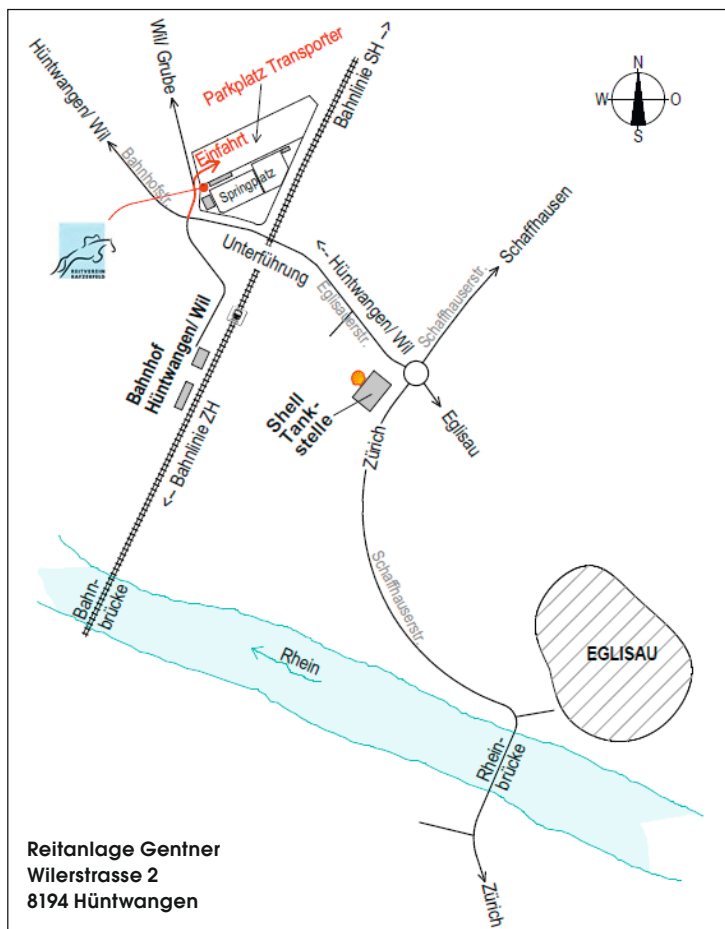 Hüntwangen/ Wil
Wil/ Grube
Parkplatz Transporter
Bahnlinie SH -->
N
W
O
S
Bahnhofstr.
Einfahrt
Springplatz
REITVEREIN
RAFZERFELD
Unterführung
<-- Hüntwangen/ Wil
Eglisauerstr.
Schaffhausen
Schaffhauserstr.
Bahnhof
Hüntwangen/ Wil
Shell
Tank-
stelle
Zürich
Eglisau
<-- Bahnlinie ZH
Schaffhauserstr.
Bahn-
brücke
Rhein
EGLISAU
Rhein-
brücke
Zürich
Reitanlage Gentner
Wilerstrasse 2
8194 Hüntwangen